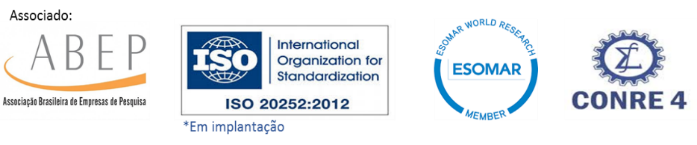 Associado:
ABEP
Associação Brasileira de Empresas de Pesquisa
ISO
International
Organization for
Standardization
ISO 20252:2012
*Em implantação
ESOMAR WORLD RESEARCH
ESOMAR
MEMBER
Σ
CONRE 4